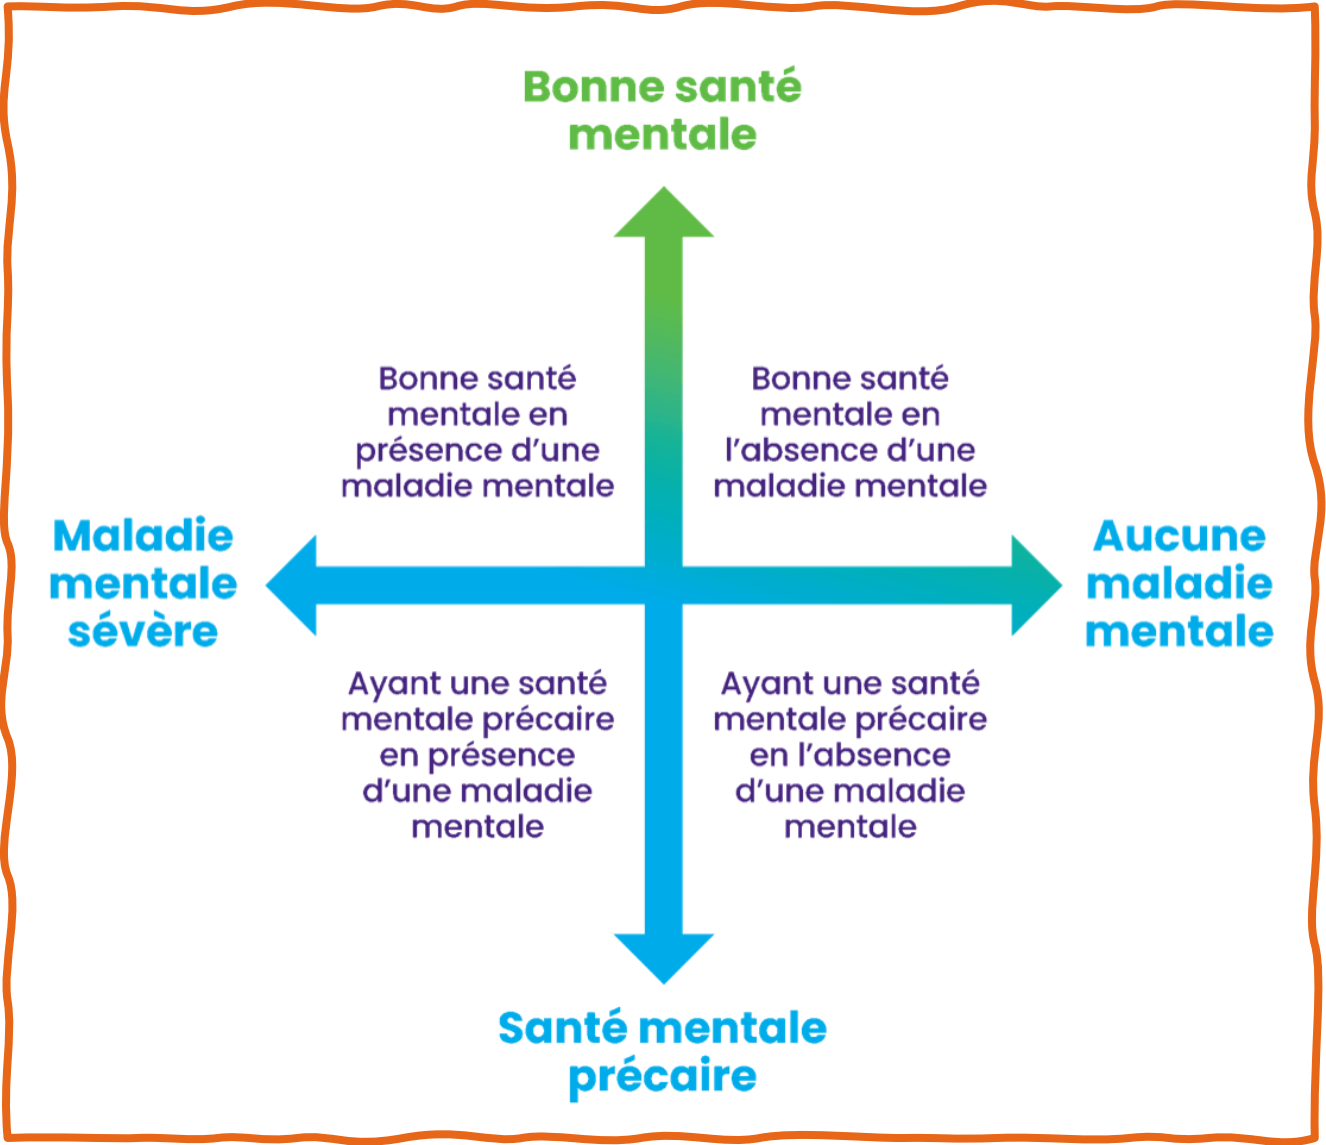 Bonne santé
mentale
Bonne santé
mentale en
présence d’une
maladie mentale
Bonne santé
mentale en
l’absence d’une
maladie mentale
Maladie
mentale
sévère
Aucune
maladie
mentale
Ayant une santé
mentale précaire
en présence
d’une maladie
mentale
Ayant une santé
mentale précaire
en l’absence
d’une maladie
mentale
Santé mentale
précaire